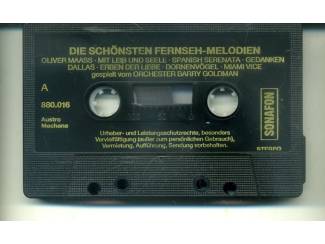 DIE SCHÖNSTEN FERNSEH-MELODIEN
OLIVER MAASS · MIT LEIB UND SEELE · SPANISH SERENATA · GEDANKEN
DALLAS · ERBEN DER LIEBE · DORNENVÖGEL · MIAMI VICE
gespielt vom ORCHESTER BARRY GOLDMAN
A
880.016
Austro
Mechana
SONAFON
Urheber- und Leistungsschutzrechte, besonders
Vervielfältigung (außer zum persönlichen Gebrauch),
Vermietung, Aufführung, Sendung vorbehalten.
STEREO